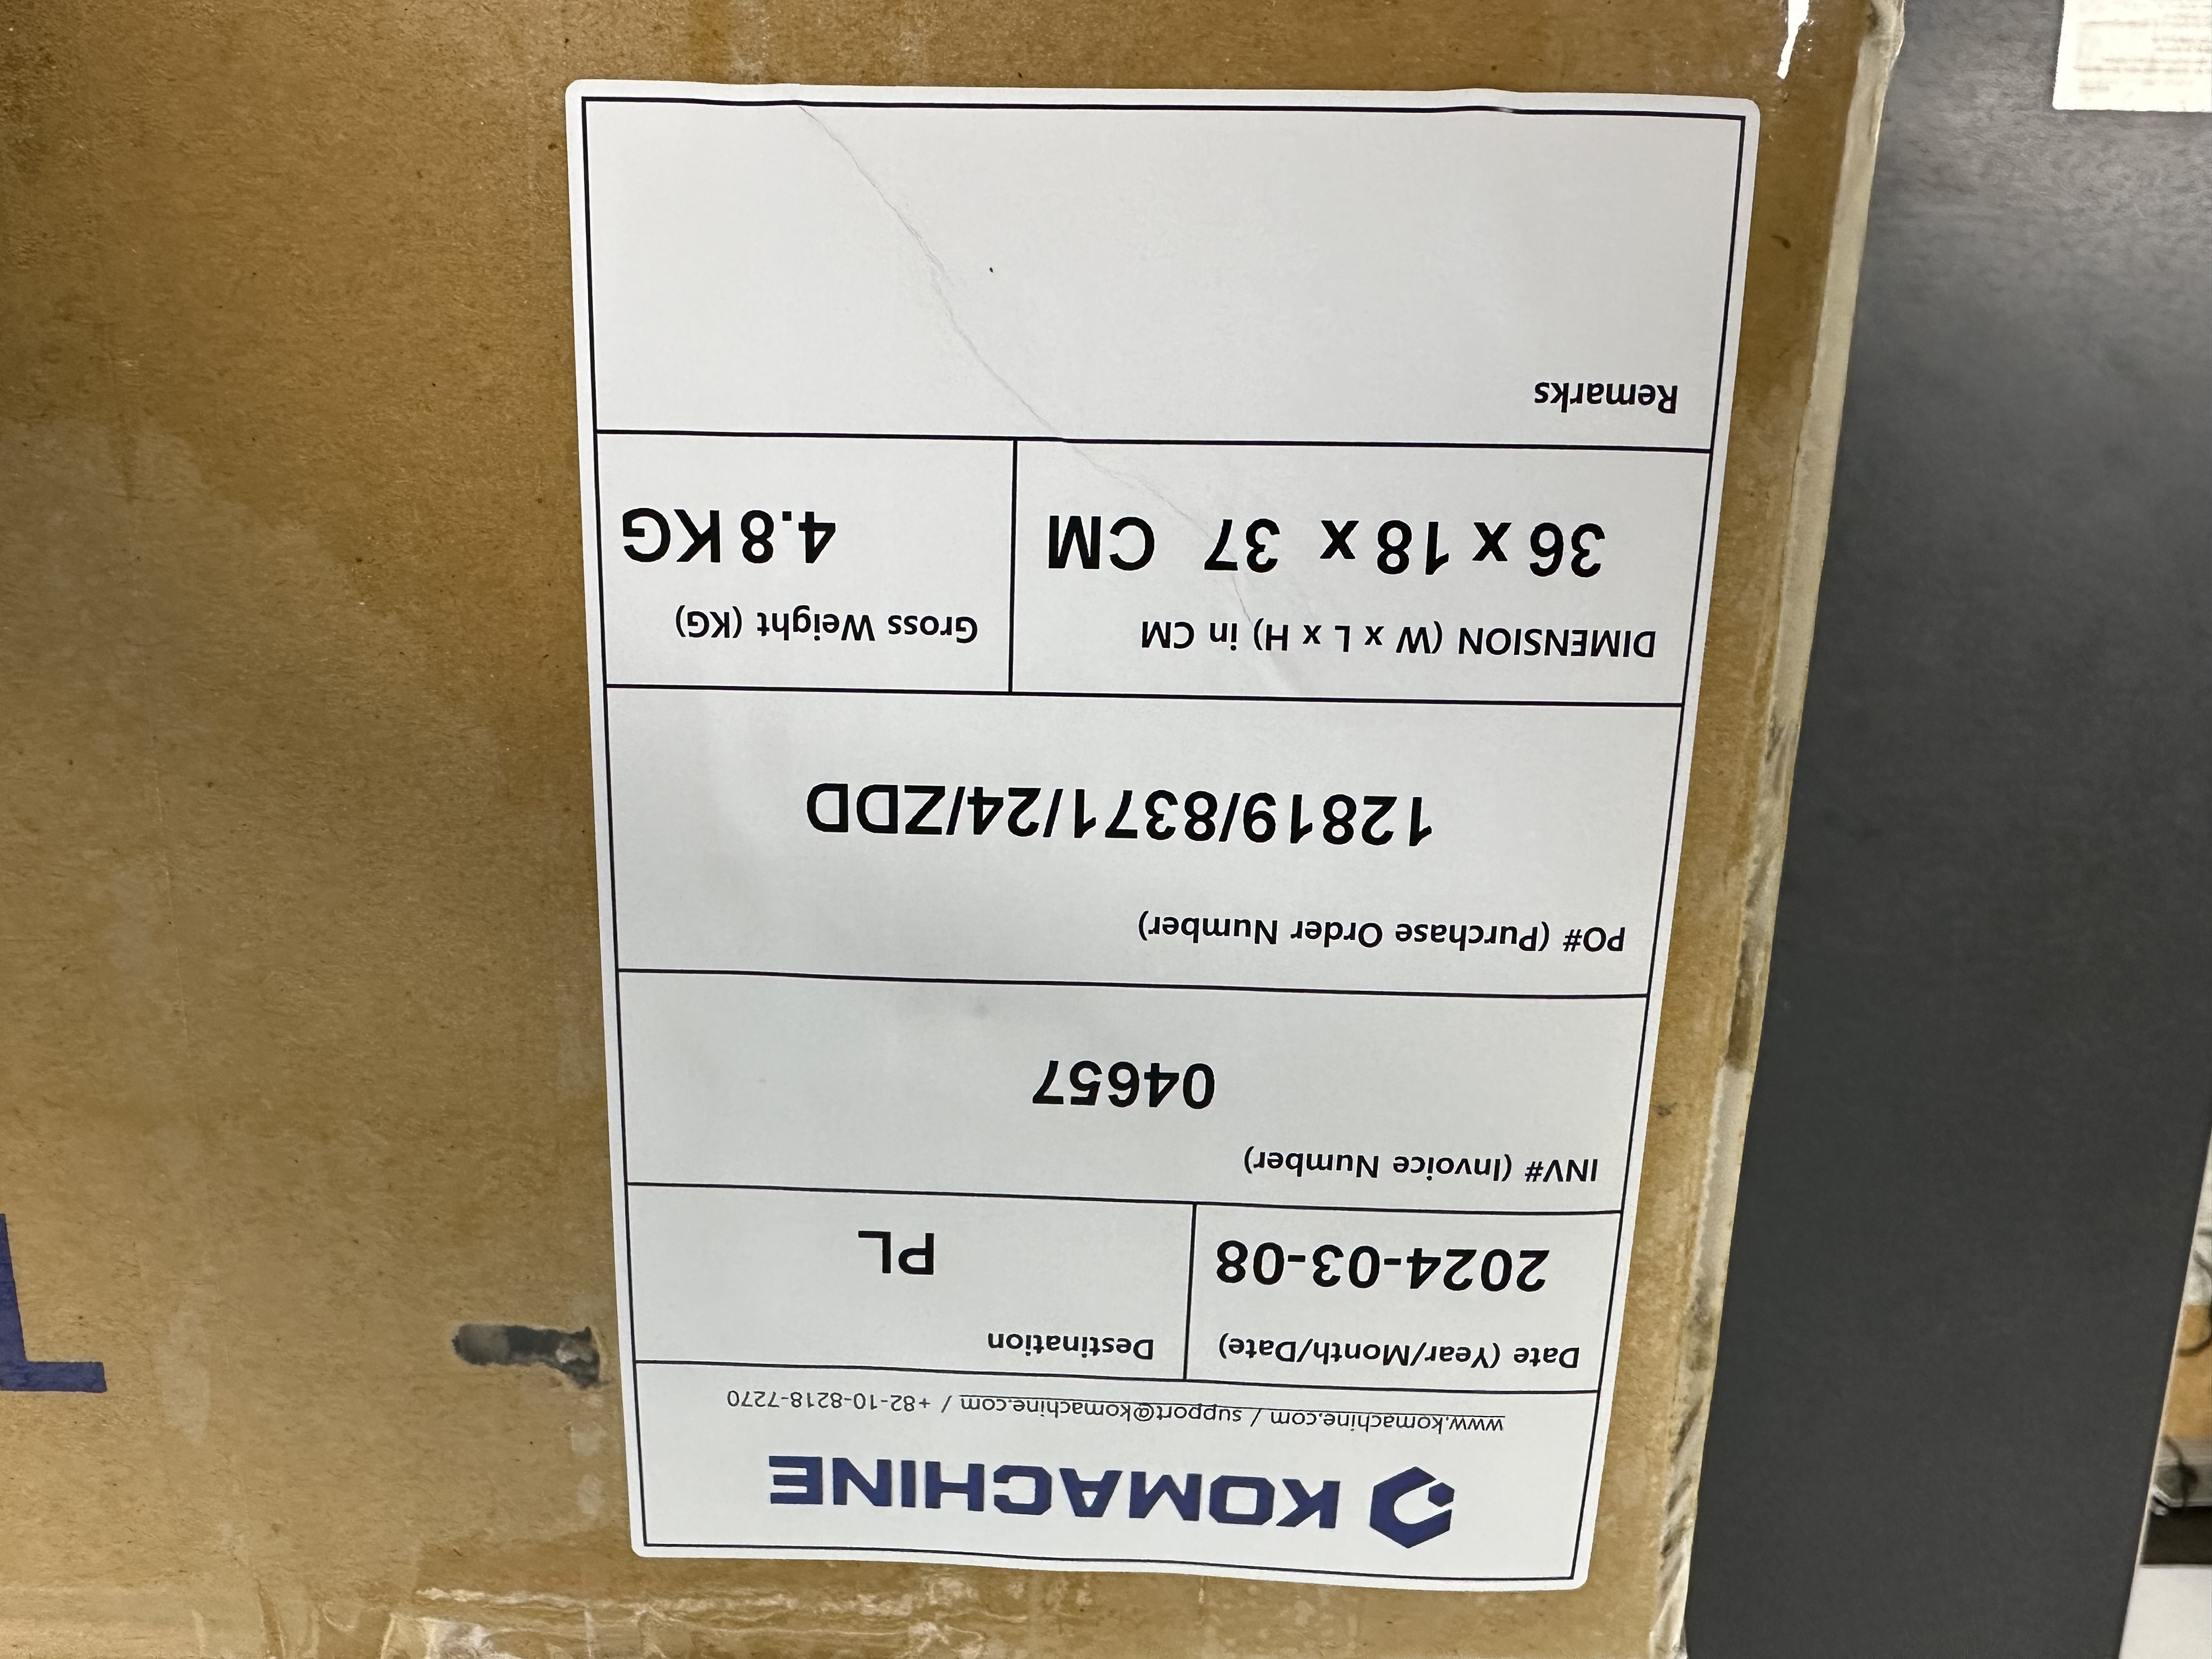 KOMACHINE
www.komachine.com / support@komachine.com / +82-10-8218-7270
Date (Year/Month/Date)
2024-03-08
Destination
PL
INV# (Invoice Number)
04657
PO# (Purchase Order Number)
12819/8371/24/ZDD
DIMENSION (W x L x H) in CM
36 x 18 x 37 CM
Gross Weight (KG)
4.8 KG
Remarks